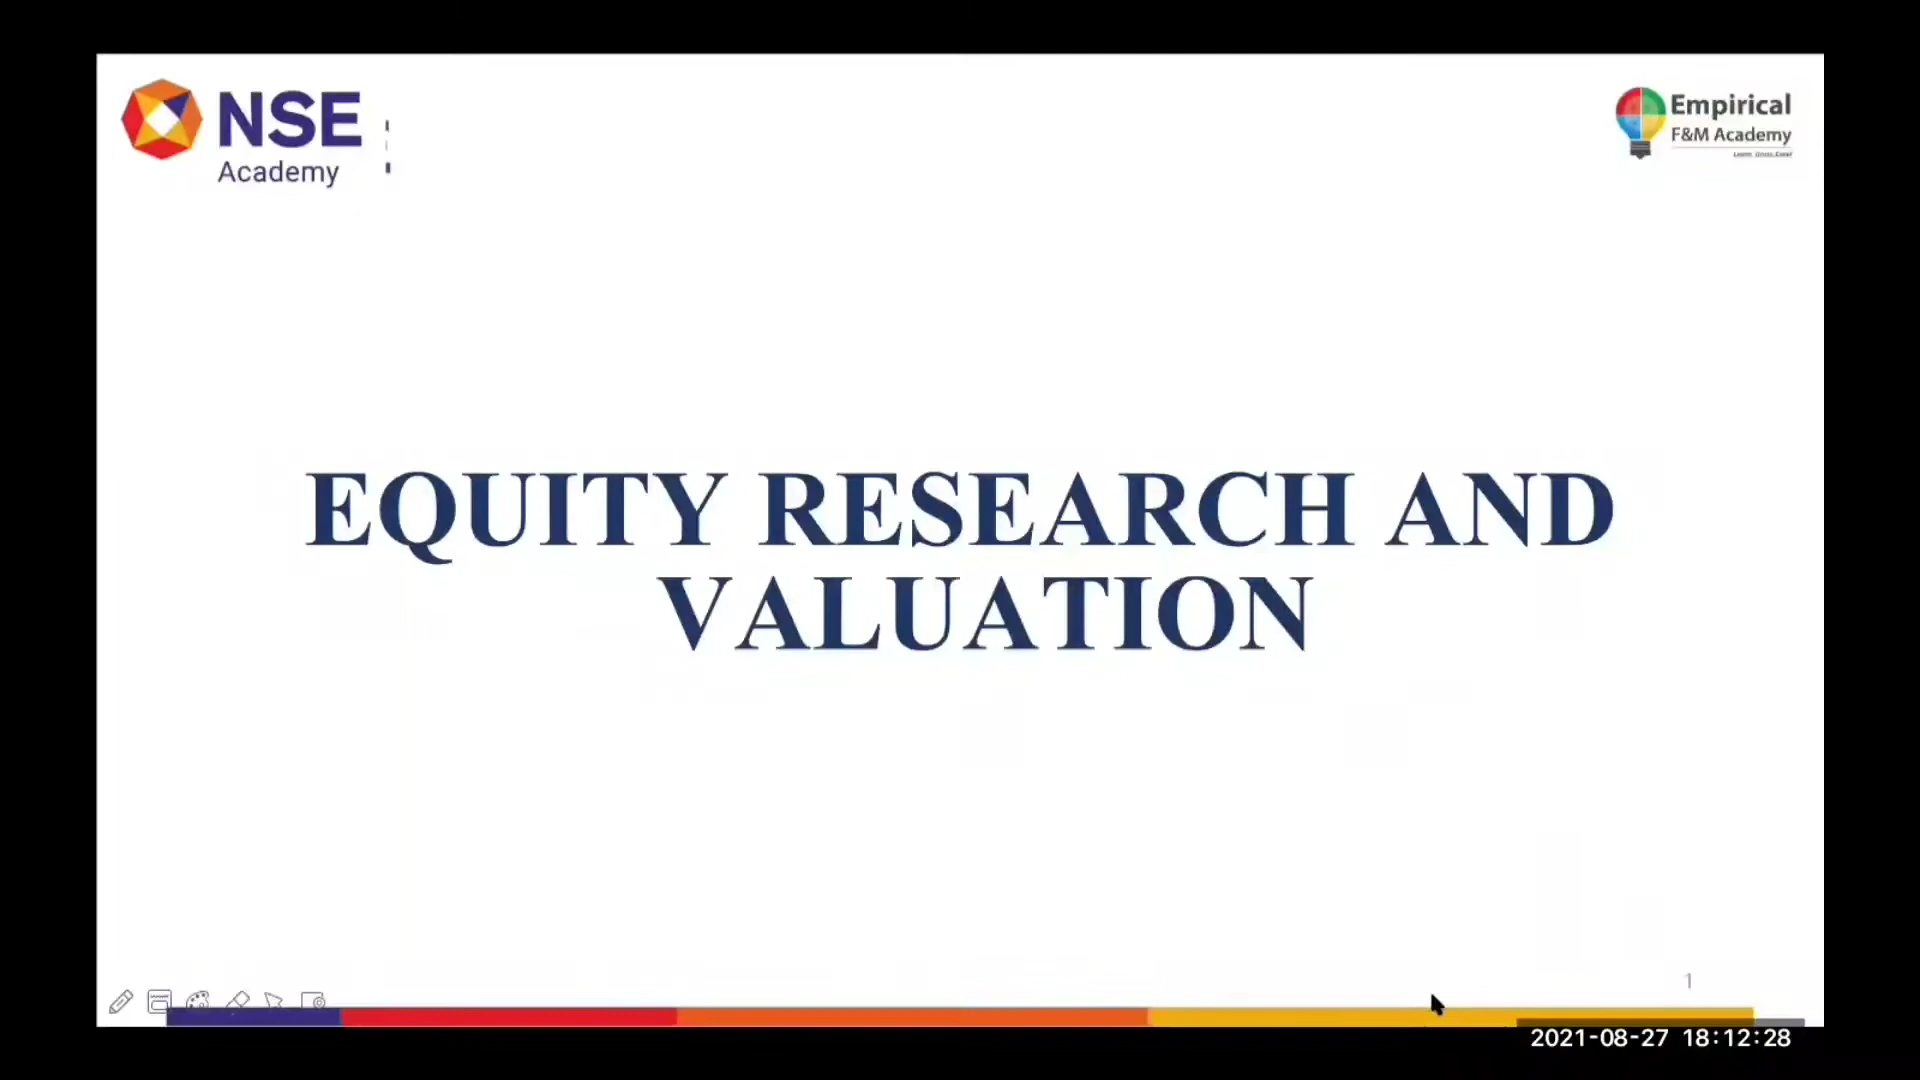 NSE
Academy
Empirical
F&M Academy
EQUITY RESEARCH AND
VALUATION
1
2021-08-27 18:12:28